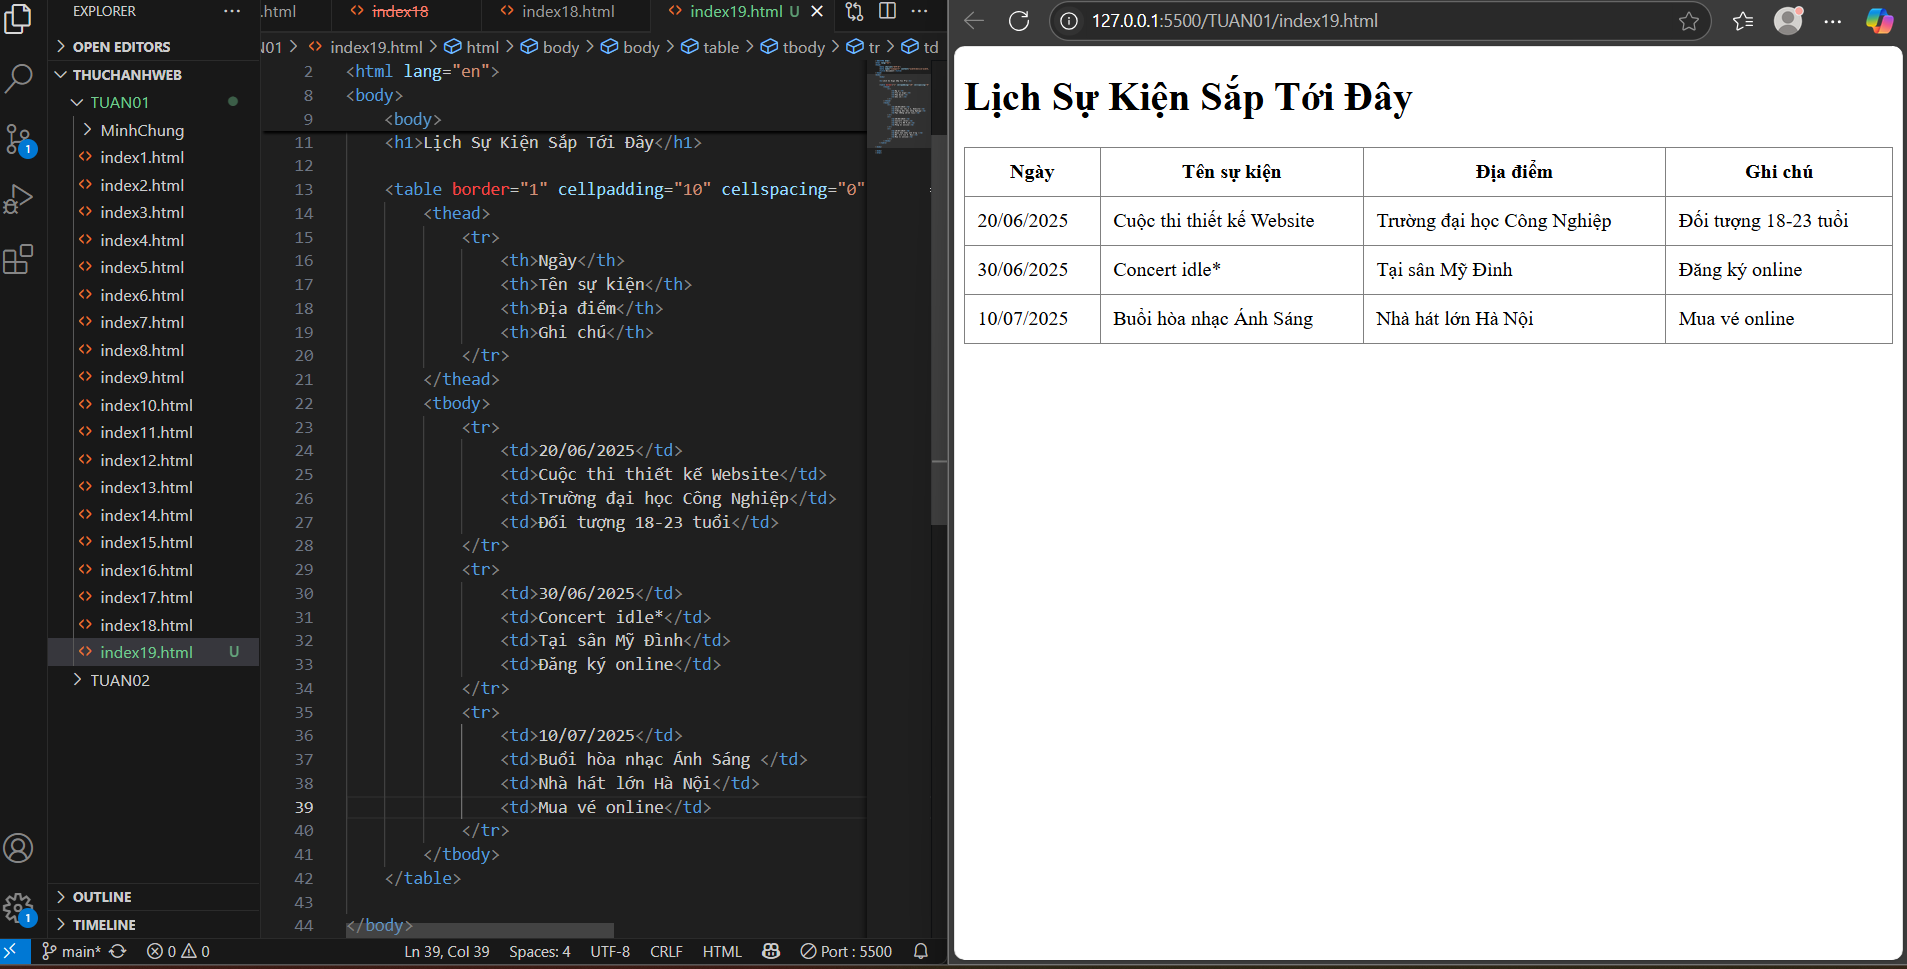 EXPLORER
OPEN EDITORS
THUCHANHWEB
TUAN01
MinhChung
index1.html
index2.html
index3.html
index4.html
index5.html
index6.html
index7.html
index8.html
index9.html
index10.html
index11.html
index12.html
index13.html
index14.html
index15.html
index16.html
index17.html
index18.html
index19.html U
TUAN02
OUTLINE
TIMELINE
1
1
.html index18 index18.html index19.html U
\01 > index19.html > html > body > body > table > tbody > tr > td
2 <html lang="en">
8 <body>
9 <body>
11 <h1>Lịch Sự Kiện Sắp Tới Đây</h1>
12
13 <table border="1" cellpadding="10" cellspacing="0" =
14 <thead>
15 <tr>
16 <th>Ngày</th>
17 <th>Tên sự kiện</th>
18 <th>Địa điểm</th>
19 <th>Ghi chú</th>
20 </tr>
21 </thead>
22 <tbody>
23 <tr>
24 <td>20/06/2025</td>
25 <td>Cuộc thi thiết kế Website</td>
26 <td>Trường đại học Công Nghiệp</td>
27 <td>Đối tượng 18-23 tuổi</td>
28 </tr>
29 <tr>
30 <td>30/06/2025</td>
31 <td>Concert idle*</td>
32 <td>Tại sân Mỹ Đình</td>
33 <td>Đăng ký online</td>
34 </tr>
35 <tr>
36 <td>10/07/2025</td>
37 <td>Buổi hòa nhạc Ánh Sáng </td>
38 <td>Nhà hát lớn Hà Nội</td>
39 <td>Mua vé online</td>
40 </tr>
41 </tbody>
42 </table>
43
44 </body>
main* 0 0 Ln 39, Col 39 Spaces: 4 UTF-8 CRLF HTML Port : 5500
127.0.0.1:5500/TUAN01/index19.html
Lịch Sự Kiện Sắp Tới Đây
Ngày Tên sự kiện Địa điểm Ghi chú
20/06/2025 Cuộc thi thiết kế Website Trường đại học Công Nghiệp Đối tượng 18-23 tuổi
30/06/2025 Concert idle* Tại sân Mỹ Đình Đăng ký online
10/07/2025 Buổi hòa nhạc Ánh Sáng Nhà hát lớn Hà Nội Mua vé online